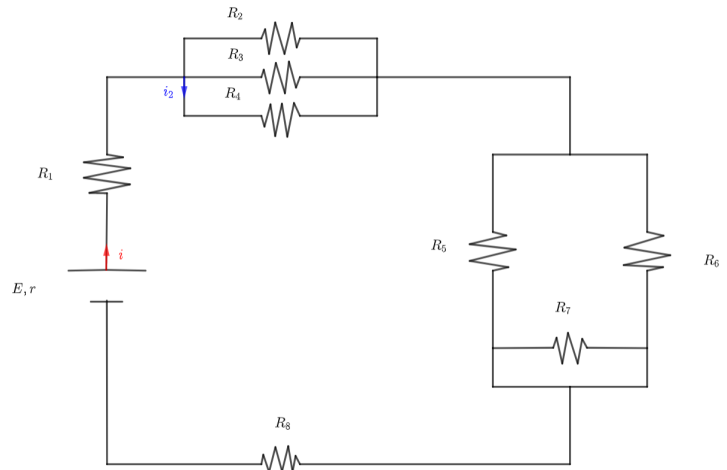 R₂
R₃
i₂
R₄
R₁
R₅
i
R₆
E, r
R₇
R₈